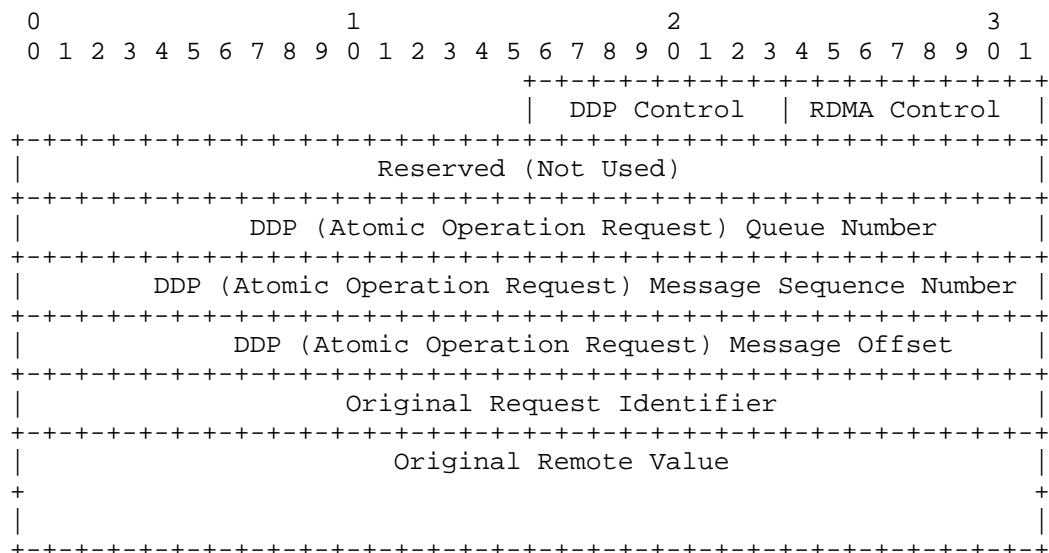 0                   1                   2                   3
 0 1 2 3 4 5 6 7 8 9 0 1 2 3 4 5 6 7 8 9 0 1 2 3 4 5 6 7 8 9 0 1
                                +-+-+-+-+-+-+-+-+-+-+-+-+-+-+-+-+
                                |  DDP Control  | RDMA Control  |
+-+-+-+-+-+-+-+-+-+-+-+-+-+-+-+-+-+-+-+-+-+-+-+-+-+-+-+-+-+-+-+-+
|                      Reserved (Not Used)                      |
+-+-+-+-+-+-+-+-+-+-+-+-+-+-+-+-+-+-+-+-+-+-+-+-+-+-+-+-+-+-+-+-+
|              DDP (Atomic Operation Request) Queue Number      |
+-+-+-+-+-+-+-+-+-+-+-+-+-+-+-+-+-+-+-+-+-+-+-+-+-+-+-+-+-+-+-+-+
|        DDP (Atomic Operation Request) Message Sequence Number |
+-+-+-+-+-+-+-+-+-+-+-+-+-+-+-+-+-+-+-+-+-+-+-+-+-+-+-+-+-+-+-+-+
|             DDP (Atomic Operation Request) Message Offset     |
+-+-+-+-+-+-+-+-+-+-+-+-+-+-+-+-+-+-+-+-+-+-+-+-+-+-+-+-+-+-+-+-+
|                    Original Request Identifier                |
+-+-+-+-+-+-+-+-+-+-+-+-+-+-+-+-+-+-+-+-+-+-+-+-+-+-+-+-+-+-+-+-+
|                       Original Remote Value                   |
+                                                               +
|                                                               |
+-+-+-+-+-+-+-+-+-+-+-+-+-+-+-+-+-+-+-+-+-+-+-+-+-+-+-+-+-+-+-+-+